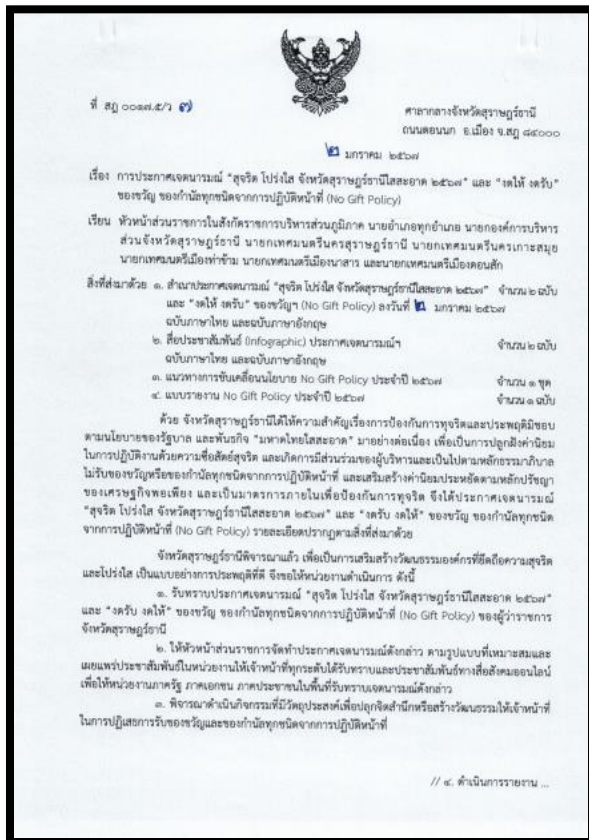 ที่ สฎ ๐๐๑๗.๕/ว ๗
ศาลากลางจังหวัดสุราษฎร์ธานี
ถนนดอนนก อ.เมือง จ.สฎ ๘๔๐๐๐
๒ มกราคม ๒๕๖๗
เรื่อง การประกาศเจตนารมณ์ “สุจริต โปร่งใส จังหวัดสุราษฎร์ธานีใสสะอาด ๒๕๖๗” และ “งดให้ งดรับ”
ของขวัญ ของกำนัลทุกชนิดจากการปฏิบัติหน้าที่ (No Gift Policy)
เรียน หัวหน้าส่วนราชการในสังกัดราชการบริหารส่วนภูมิภาค นายอำเภอทุกอำเภอ นายกองค์การบริหาร
ส่วนจังหวัดสุราษฎร์ธานี นายกเทศมนตรีนครสุราษฎร์ธานี นายกเทศมนตรีนครเกาะสมุย
นายกเทศมนตรีเมืองท่าข้าม นายกเทศมนตรีเมืองนาสาร และนายกเทศมนตรีเมืองดอนสัก
สิ่งที่ส่งมาด้วย ๑. สำเนาประกาศเจตนารมณ์ “สุจริต โปร่งใส จังหวัดสุราษฎร์ธานีใสสะอาด ๒๕๖๗” จำนวน ๒ ฉบับ
และ “งดให้ งดรับ” ของขวัญฯ (No Gift Policy) ลงวันที่ ๒ มกราคม ๒๕๖๗
ฉบับภาษาไทย และฉบับภาษาอังกฤษ
๒. สื่อประชาสัมพันธ์ (Infographic) ประกาศเจตนารมณ์ฯ จำนวน ๒ ฉบับ
ฉบับภาษาไทย และฉบับภาษาอังกฤษ
๓. แนวทางการขับเคลื่อนนโยบาย No Gift Policy ประจำปี ๒๕๖๗ จำนวน ๑ ชุด
๔. แบบรายงาน No Gift Policy ประจำปี ๒๕๖๗ จำนวน ๑ ฉบับ
ด้วย จังหวัดสุราษฎร์ธานีได้ให้ความสำคัญเรื่องการป้องกันการทุจริตและประพฤติมิชอบ
ตามนโยบายของรัฐบาล และพันธกิจ “มหาดไทยใสสะอาด” มาอย่างต่อเนื่อง เพื่อเป็นการปลูกฝังค่านิยม
ในการปฏิบัติงานด้วยความซื่อสัตย์สุจริต และเกิดการมีส่วนร่วมของผู้บริหารและเป็นไปตามหลักธรรมาภิบาล
ไม่รับของขวัญหรือของกำนัลทุกชนิดจากการปฏิบัติหน้าที่ และเสริมสร้างค่านิยมประหยัดตามหลักปรัชญา
ของเศรษฐกิจพอเพียง และเป็นมาตรการภายในเพื่อป้องกันการทุจริต จึงได้ประกาศเจตนารมณ์
“สุจริต โปร่งใส จังหวัดสุราษฎร์ธานีใสสะอาด ๒๕๖๗” และ “งดรับ งดให้” ของขวัญ ของกำนัลทุกชนิด
จากการปฏิบัติหน้าที่ (No Gift Policy) รายละเอียดปรากฏตามสิ่งที่ส่งมาด้วย
จังหวัดสุราษฎร์ธานีพิจารณาแล้ว เพื่อเป็นการเสริมสร้างวัฒนธรรมองค์กรที่ยึดถือความสุจริต
และโปร่งใส เป็นแบบอย่างการประพฤติที่ดี จึงขอให้หน่วยงานดำเนินการ ดังนี้
๑. รับทราบประกาศเจตนารมณ์ “สุจริต โปร่งใส จังหวัดสุราษฎร์ธานีใสสะอาด ๒๕๖๗”
และ “งดรับ งดให้” ของขวัญ ของกำนัลทุกชนิดจากการปฏิบัติหน้าที่ (No Gift Policy) ของผู้ว่าราชการ
จังหวัดสุราษฎร์ธานี
๒. ให้หัวหน้าส่วนราชการจัดทำประกาศเจตนารมณ์ดังกล่าว ตามรูปแบบที่เหมาะสมและ
เผยแพร่ประชาสัมพันธ์ในหน่วยงานให้เจ้าหน้าที่ทุกระดับได้รับทราบและประชาสัมพันธ์ทางสื่อสังคมออนไลน์
เพื่อให้หน่วยงานภาครัฐ ภาคเอกชน ภาคประชาชนในพื้นที่รับทราบเจตนารมณ์ดังกล่าว
๓. พิจารณาดำเนินกิจกรรมที่มีวัตถุประสงค์เพื่อปลุกจิตสำนึกหรือสร้างวัฒนธรรมให้เจ้าหน้าที่
ในการปฏิเสธการรับของขวัญและของกำนัลทุกชนิดจากการปฏิบัติหน้าที่
// ๔. ดำเนินการรายงาน ...